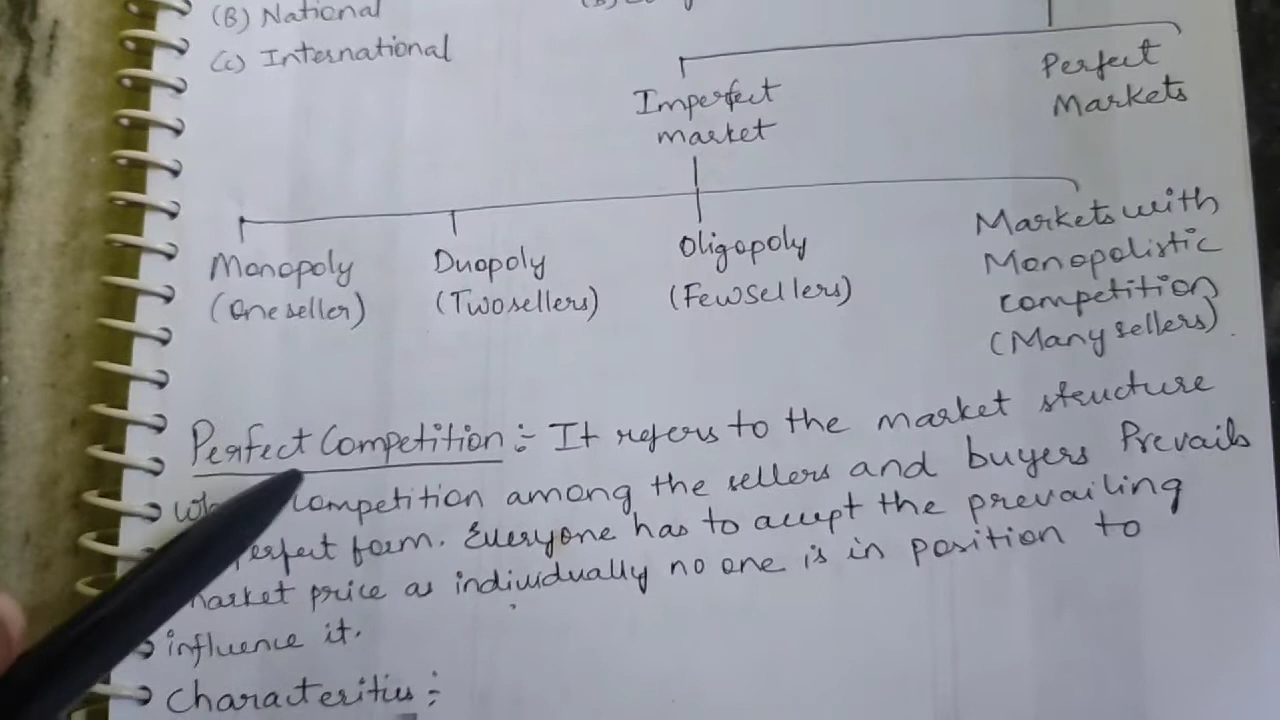 (B) National
(C) International
Imperfect
market
Perfect
Markets
Monopoly
(One seller)
Duopoly
(Two sellers)
Oligopoly
(Few sellers)
Markets with
Monopolistic
competition
(Many sellers)
Perfect Competition :- It refers to the market structure
competition among the sellers and buyers Prevails
perfect form. Everyone has to accept the prevailing
market price as individually no one is in position to
influence it.